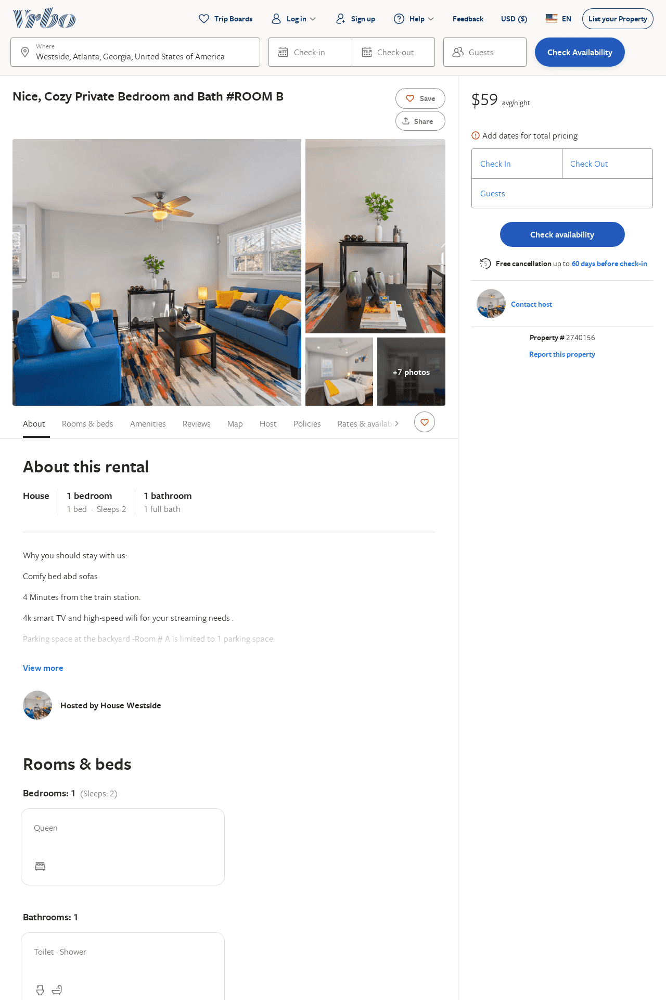 Vrbo
Trip Boards
Log in
Sign up
Help
Feedback
USD ($)
EN
List your Property
Where
Westside, Atlanta, Georgia, United States of America
Check-in
Check-out
Guests
Check Availability
Nice, Cozy Private Bedroom and Bath #ROOM B
Save
Share
+7 photos
$59 avg/night
Add dates for total pricing
Check In
Check Out
Guests
Check availability
Free cancellation up to 60 days before check-in
Contact host
Property # 2740156
Report this property
About
Rooms & beds
Amenities
Reviews
Map
Host
Policies
Rates & availab
About this rental
House
1 bedroom
1 bed · Sleeps 2
1 bathroom
1 full bath
Why you should stay with us:
Comfy bed abd sofas
4 Minutes from the train station.
4k smart TV and high-speed wifi for your streaming needs .
Parking space at the backyard -Room # A is limited to 1 parking space.
View more
Hosted by House Westside
Rooms & beds
Bedrooms: 1 (Sleeps: 2)
Queen
Bathrooms: 1
Toilet · Shower